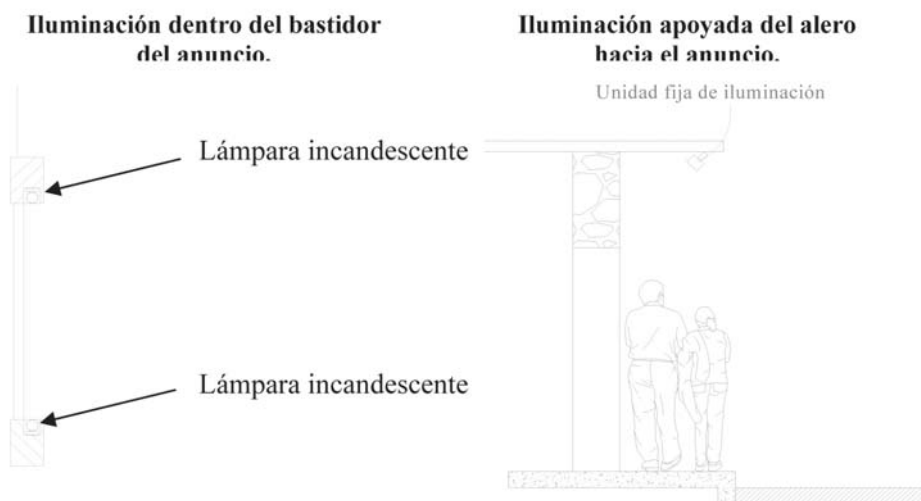 Iluminación dentro del bastidor
del anuncio.
Lámpara incandescente
Lámpara incandescente
Iluminación apoyada del alero
hacia el anuncio.
Unidad fija de iluminación